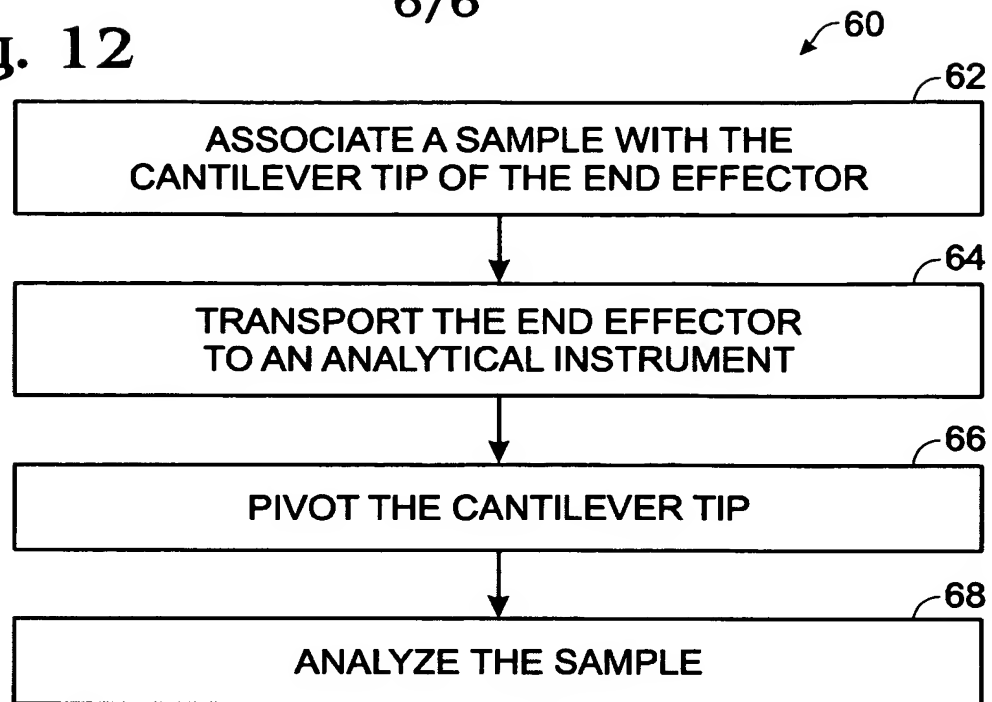 6/6
g. 12
60
62
ASSOCIATE A SAMPLE WITH THE
CANTILEVER TIP OF THE END EFFECTOR
64
TRANSPORT THE END EFFECTOR
TO AN ANALYTICAL INSTRUMENT
66
PIVOT THE CANTILEVER TIP
68
ANALYZE THE SAMPLE